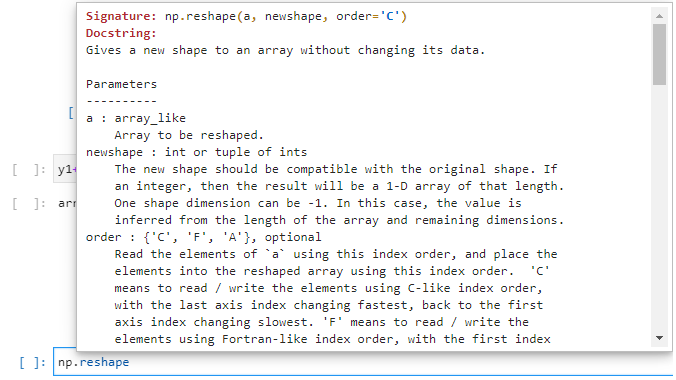 Signature: np.reshape(a, newshape, order='C')
Docstring:
Gives a new shape to an array without changing its data.
Parameters
----------
a : array_like
    Array to be reshaped.
newshape : int or tuple of ints
    The new shape should be compatible with the original shape. If
    an integer, then the result will be a 1-D array of that length.
    One shape dimension can be -1. In this case, the value is
    inferred from the length of the array and remaining dimensions.
order : {'C', 'F', 'A'}, optional
    Read the elements of `a` using this index order, and place the
    elements into the reshaped array using this index order.  'C'
    means to read / write the elements using C-like index order,
    with the last axis index changing fastest, back to the first
    axis index changing slowest. 'F' means to read / write the
    elements using Fortran-like index order, with the first index
[
[ ]: y1+
[ ]: arr
[ ]: np.reshape